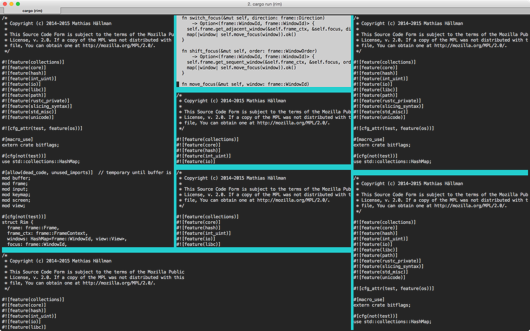 2. cargo run (rrm)
cargo run (rrm)
/*
* Copyright (c) 2014-2015 Mathias Hällman
*
* This Source Code Form is subject to the terms of the Mozilla Public
* License, v. 2.0. If a copy of the MPL was not distributed with this
* file, You can obtain one at http://mozilla.org/MPL/2.0/.
*/

#![feature(collections)]
#![feature(core)]
#![feature(hash)]
#![feature(int_uint)]
#![feature(io)]
#![feature(libc)]
#![feature(path)]
#![feature(rustc_private)]
#![feature(slicing_syntax)]
#![feature(std_misc)]
#![feature(unicode)]

#![cfg_attr(test, feature(os))]

#[macro_use]
extern crate bitflags;

#[cfg(not(test))]
use std::collections::HashMap;

#[allow(dead_code, unused_imports)] // temporary until buffer is
mod buffer;
mod frame;
mod input;
mod keymap;
mod screen;
mod view;

#[cfg(not(test))]
struct Rim {
frame: frame::Frame,
frame_ctx: frame::FrameContext,
windows: HashMap<frame::WindowId, view::View>,
focus: frame::WindowId,
fn switch_focus(&mut self, direction: frame::Direction)
-> Option<(frame::WindowId, frame::WindowId)> {
self.frame.get_adjacent_window(&self.frame_ctx, &self.focus, di
map(|window| self.move_focus(window)).ok()
}

fn shift_focus(&mut self, order: frame::WindowOrder)
-> Option<(frame::WindowId, frame::WindowId)> {
self.frame.get_sequent_window(&self.frame_ctx, &self.focus, ord
map(|window| self.move_focus(window)).ok()
}

fn move_focus(&mut self, window: frame::WindowId)
/*
* Copyright (c) 2014-2015 Mathias Hällman
*
* This Source Code Form is subject to the terms of the Mozilla Pub
* License, v. 2.0. If a copy of the MPL was not distributed with t
* file, You can obtain one at http://mozilla.org/MPL/2.0/.
*/

#![feature(collections)]
#![feature(core)]
#![feature(hash)]
#![feature(int_uint)]
#![feature(io)]
/*
* Copyright (c) 2014-2015 Mathias Hällman
*
* This Source Code Form is subject to the terms of the Mozilla Pub
* License, v. 2.0. If a copy of the MPL was not distributed with t
* file, You can obtain one at http://mozilla.org/MPL/2.0/.
*/

#![feature(collections)]
#![feature(core)]
#![feature(hash)]
#![feature(int_uint)]
#![feature(io)]
#![feature(libc)]
/*
* Copyright (c) 2014-2015 Mathias Hällman
*
* This Source Code Form is subject to the terms of the Mozilla Public
* License, v. 2.0. If a copy of the MPL was not distributed with this
* file, You can obtain one at http://mozilla.org/MPL/2.0/.
*/

#![feature(collections)]
#![feature(core)]
#![feature(hash)]
#![feature(int_uint)]
#![feature(io)]
#![feature(libc)]
/*
* Copyright (c) 2014-2015 Mathias Hällman
*
* This Source Code Form is subject to the terms of the Mozilla Pub
* License, v. 2.0. If a copy of the MPL was not distributed with t
* file, You can obtain one at http://mozilla.org/MPL/2.0/.
*/

#![feature(collections)]
#![feature(core)]
#![feature(hash)]
#![feature(int_uint)]
#![feature(io)]
#![feature(libc)]
#![feature(path)]
#![feature(rustc_private)]
#![feature(slicing_syntax)]
#![feature(std_misc)]
#![feature(unicode)]

#![cfg_attr(test, feature(os))]

#[macro_use]
extern crate bitflags;

#[cfg(not(test))]
use std::collections::HashMap;
/*
* Copyright (c) 2014-2015 Mathias Hällman
*
* This Source Code Form is subject to the terms of the Mozilla Pub
* License, v. 2.0. If a copy of the MPL was not distributed with t
* file, You can obtain one at http://mozilla.org/MPL/2.0/.
*/

#![feature(collections)]
#![feature(core)]
#![feature(hash)]
#![feature(int_uint)]
#![feature(io)]
#![feature(libc)]
#![feature(path)]
#![feature(rustc_private)]
#![feature(slicing_syntax)]
#![feature(std_misc)]
#![feature(unicode)]

#![cfg_attr(test, feature(os))]

#[macro_use]
extern crate bitflags;

#[cfg(not(test))]
use std::collections::HashMap;